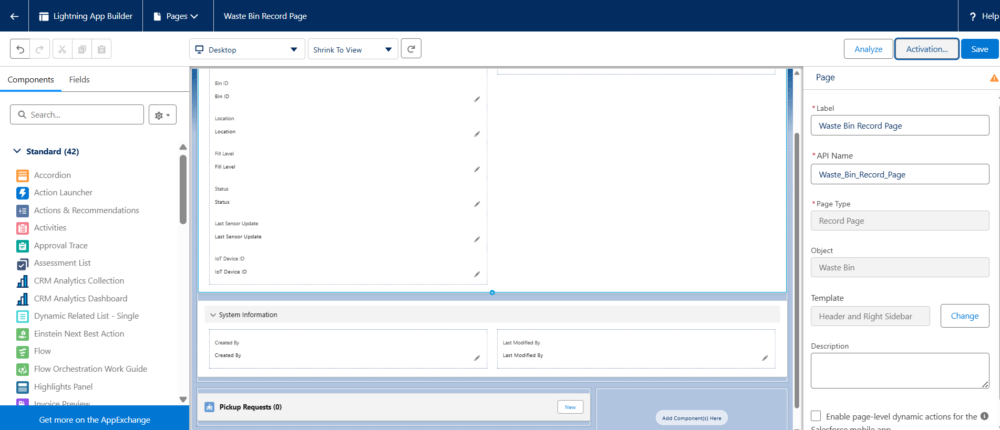 Lightning App Builder
Pages
Waste Bin Record Page
? Help
Desktop
Shrink To View
Analyze
Activation...
Save
Components
Fields
Search...
Standard (42)
Accordion
Action Launcher
Actions & Recommendations
Activities
Approval Trace
Assessment List
CRM Analytics Collection
CRM Analytics Dashboard
Dynamic Related List - Single
Einstein Next Best Action
Flow
Flow Orchestration Work Guide
Highlights Panel
Invoice Preview
Get more on the AppExchange
Bin ID
Bin ID
Location
Location
Fill Level
Fill Level
Status
Status
Last Sensor Update
Last Sensor Update
IoT Device ID
IoT Device ID
System Information
Created By
Created By
Last Modified By
Last Modified By
Pickup Requests (0)
New
Add Component(s) Here
Page
*Label
Waste Bin Record Page
*API Name
Waste_Bin_Record_Page
*Page Type
Record Page
Object
Waste Bin
Template
Header and Right Sidebar
Change
Description
Enable page-level dynamic actions for the
Salesforce mobile app